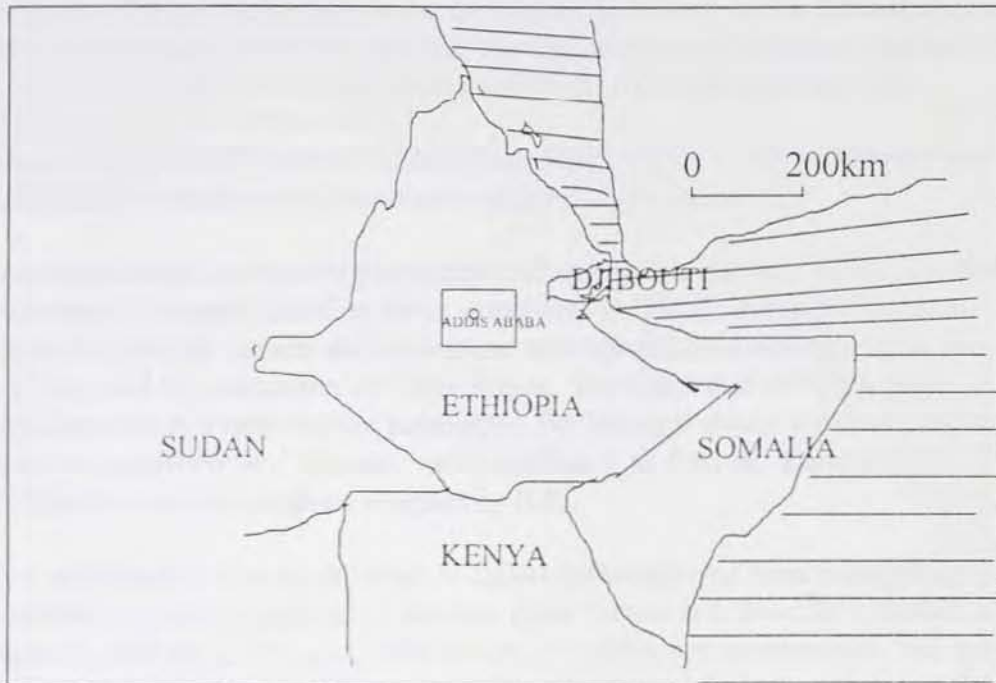 0 200km
DJIBOUTI
ADDIS ABABA
ETHIOPIA
SUDAN SOMALIA
KENYA